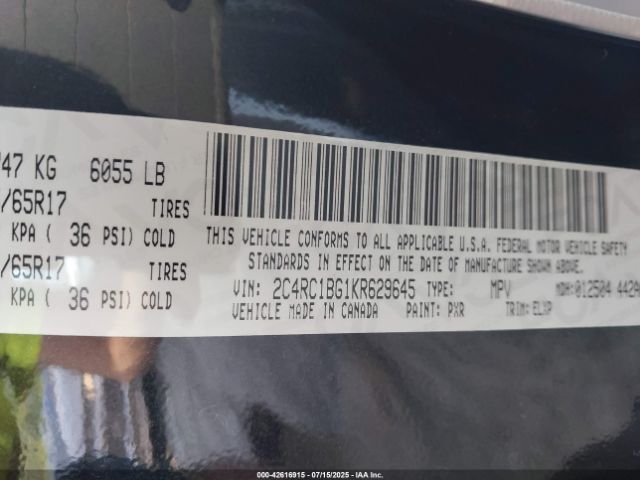 47 KG 6055 LB
/65R17 TIRES
KPA ( 36 PSI) COLD
/65R17 TIRES
KPA ( 36 PSI) COLD
THIS VEHICLE CONFORMS TO ALL APPLICABLE U.S.A. FEDERAL MOTOR VEHICLE SAFETY
STANDARDS IN EFFECT ON THE DATE OF MANUFACTURE SHOWN ABOVE.
VIN: 2C4RC1BG1KR629645 TYPE: MPV MDH: 012504
VEHICLE MADE IN CANADA PAINT: PXR TRIM: ELXP
000-42616915 - 07/15/2025 - IAA Inc.